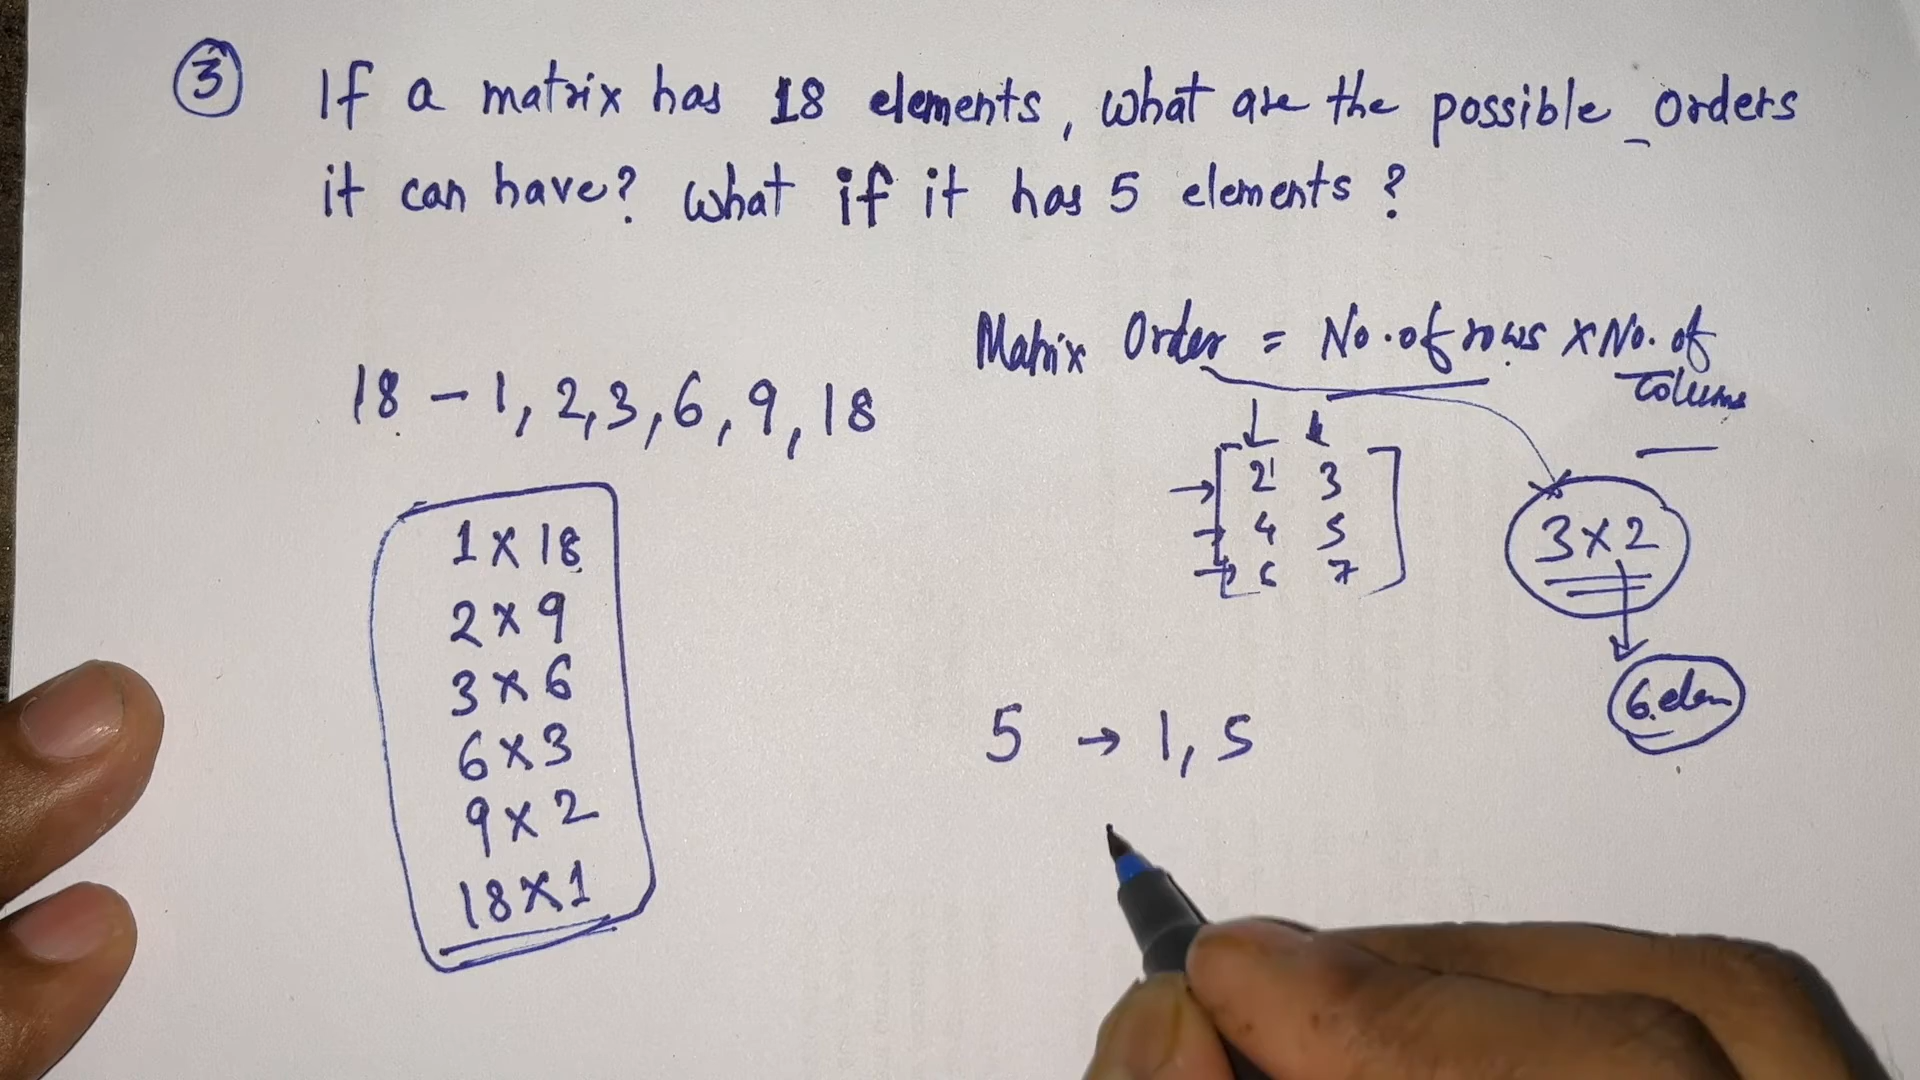 ③ If a matrix has 18 elements, what are the possible orders
it can have? What if it has 5 elements?
Matrix Order = No. of rows × No. of
column
18 – 1, 2, 3, 6, 9, 18
1 × 18
2 × 9
3 × 6
6 × 3
9 × 2
18 × 1
2 3
4 5
6 7
3 × 2
6. elem
5 → 1, 5